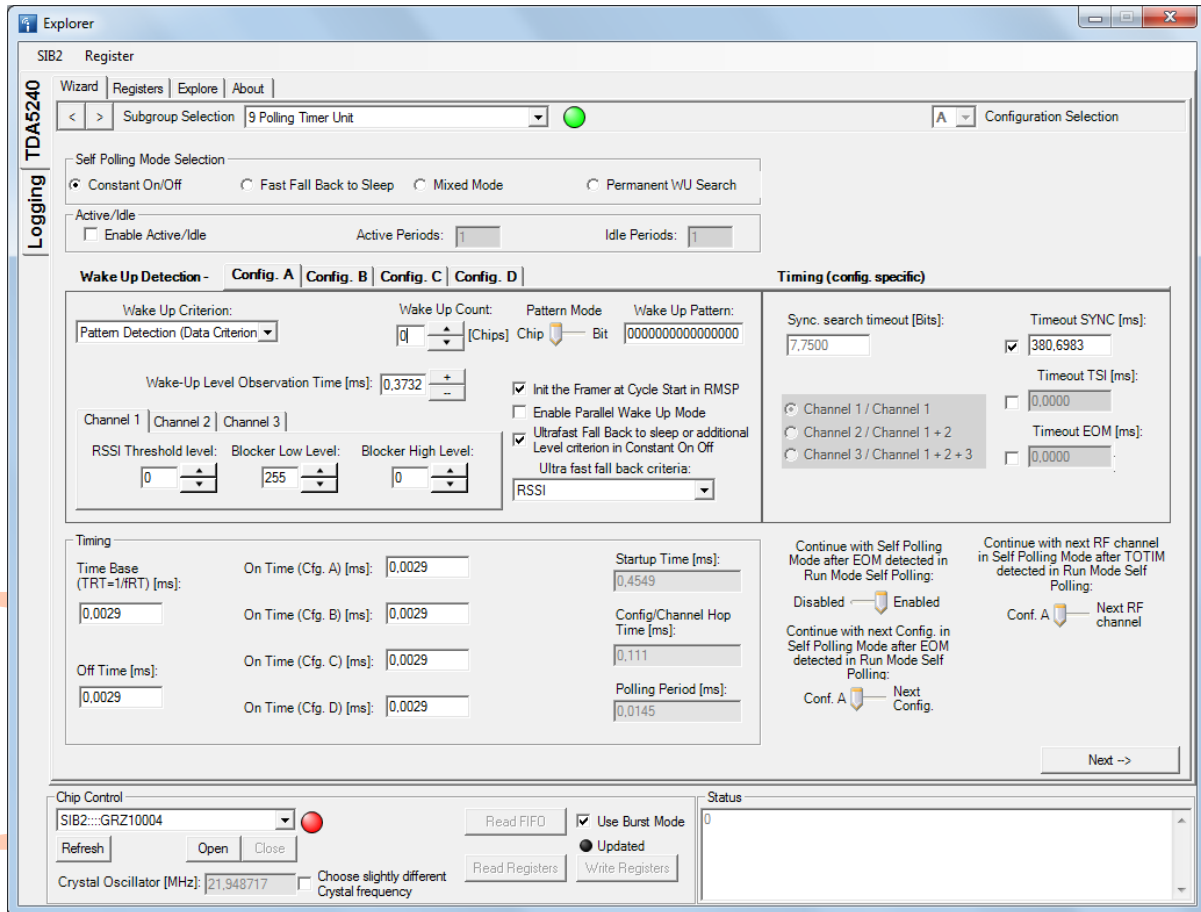 Explorer
SIB2 Register
TDA5240
Logging
Wizard Registers Explore About
< > Subgroup Selection 9 Polling Timer Unit A Configuration Selection
Self Polling Mode Selection
Constant On/Off Fast Fall Back to Sleep Mixed Mode Permanent WU Search
Active/Idle
Enable Active/Idle Active Periods: 1 Idle Periods: 1
Wake Up Detection - Config. A Config. B Config. C Config. D Timing (config. specific)
Wake Up Criterion: Wake Up Count: Pattern Mode Wake Up Pattern:
Pattern Detection (Data Criterion 0 [Chips] Chip Bit 0000000000000000
Wake-Up Level Observation Time [ms]: 0,3732 + --
Init the Framer at Cycle Start in RMSP
Enable Parallel Wake Up Mode
Ultrafast Fall Back to sleep or additional
Level criterion in Constant On Off
Ultra fast fall back criteria:
RSSI
Channel 1 Channel 2 Channel 3
RSSI Threshold level: Blocker Low Level: Blocker High Level:
0 255 0
Sync. search timeout [Bits]: Timeout SYNC [ms]:
7,7500 380,6983
Timeout TSI [ms]:
0,0000
Timeout EOM [ms]:
0,0000
Channel 1 / Channel 1
Channel 2 / Channel 1 + 2
Channel 3 / Channel 1 + 2 + 3
Timing
Time Base
(TRT=1/fRT) [ms]:
0,0029
Off Time [ms]:
0,0029
On Time (Cfg. A) [ms]: 0,0029
On Time (Cfg. B) [ms]: 0,0029
On Time (Cfg. C) [ms]: 0,0029
On Time (Cfg. D) [ms]: 0,0029
Startup Time [ms]:
0,4549
Config/Channel Hop
Time [ms]:
0,111
Polling Period [ms]:
0,0145
Continue with Self Polling
Mode after EOM detected in
Run Mode Self Polling:
Disabled Enabled
Continue with next Config. in
Self Polling Mode after EOM
detected in Run Mode Self
Polling:
Conf. A Next
Config.
Continue with next RF channel
in Self Polling Mode after TOTIM
detected in Run Mode Self
Polling:
Conf. A Next RF
channel
Next -->
Chip Control
SIB2::::GRZ10004
Refresh Open Close
Crystal Oscillator [MHz]: 21,948717
Choose slightly different
Crystal frequency
Read FIFO Use Burst Mode
Updated
Read Registers Write Registers
Status
0